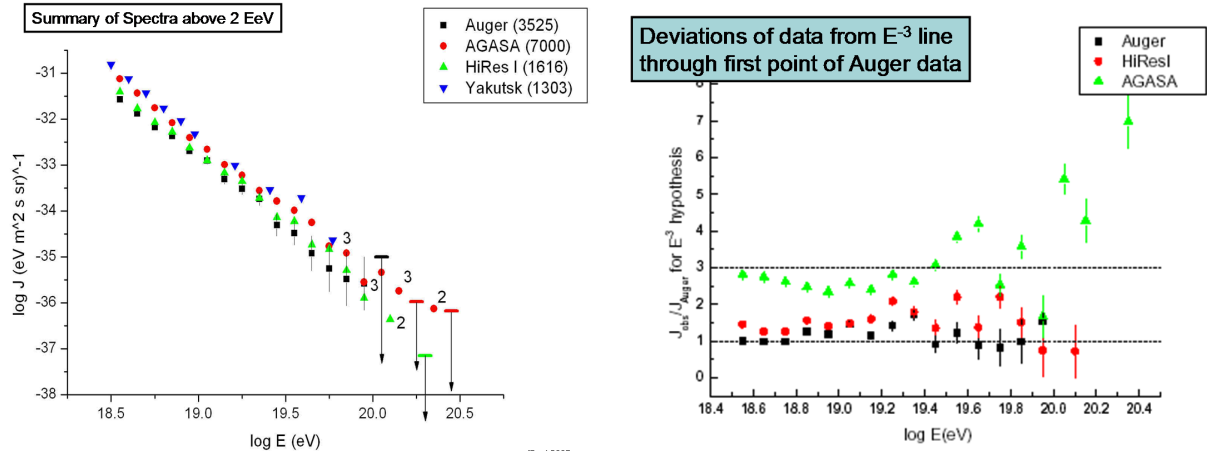 Summary of Spectra above 2 EeV
Auger (3525)
AGASA (7000)
HiRes I (1616)
Yakutsk (1303)
log J (eV m^2 s sr)^-1
-31
-32
-33
-34
-35
-36
-37
-38
3
3
3
2
2
18.5
19.0
19.5
20.0
20.5
log E (eV)
Deviations of data from E-3 line
through first point of Auger data
Auger
HiResI
AGASA
Jobs/JAuger for E-3 hypothesis
8
7
6
5
4
3
2
1
0
18.4 18.6 18.8 19.0 19.2 19.4 19.6 19.8 20.0 20.2 20.4
log E(eV)